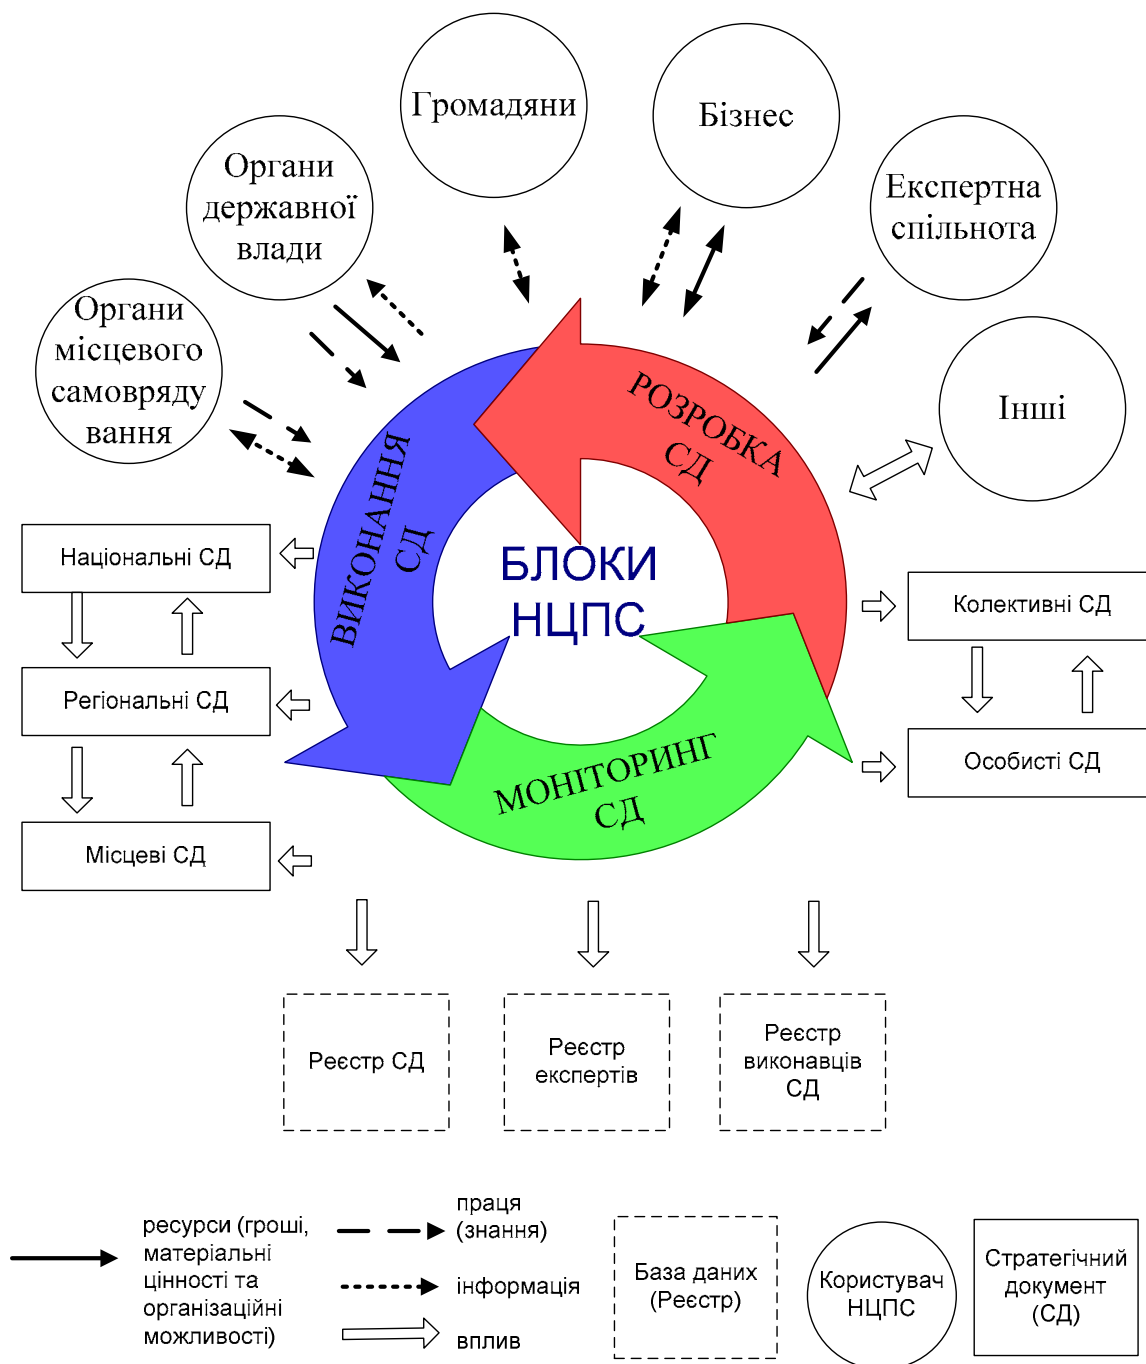 Громадяни
Бізнес
Органи
державної
влади
Експертна
спільнота
Органи
місцевого
самовряду
вання
Інші
РОЗРОБКА
СД
ВИКОНАННЯ
СД
МОНІТОРИНГ
СД
БЛОКИ
НЦПС
Національні СД
Регіональні СД
Місцеві СД
Колективні СД
Особисті СД
Реєстр СД
Реєстр
експертів
Реєстр
виконавців
СД
ресурси (гроші,
матеріальні
цінності та
організаційні
можливості)
праця
(знання)
інформація
вплив
База даних
(Реєстр)
Користувач
НЦПС
Стратегічний
документ
(СД)